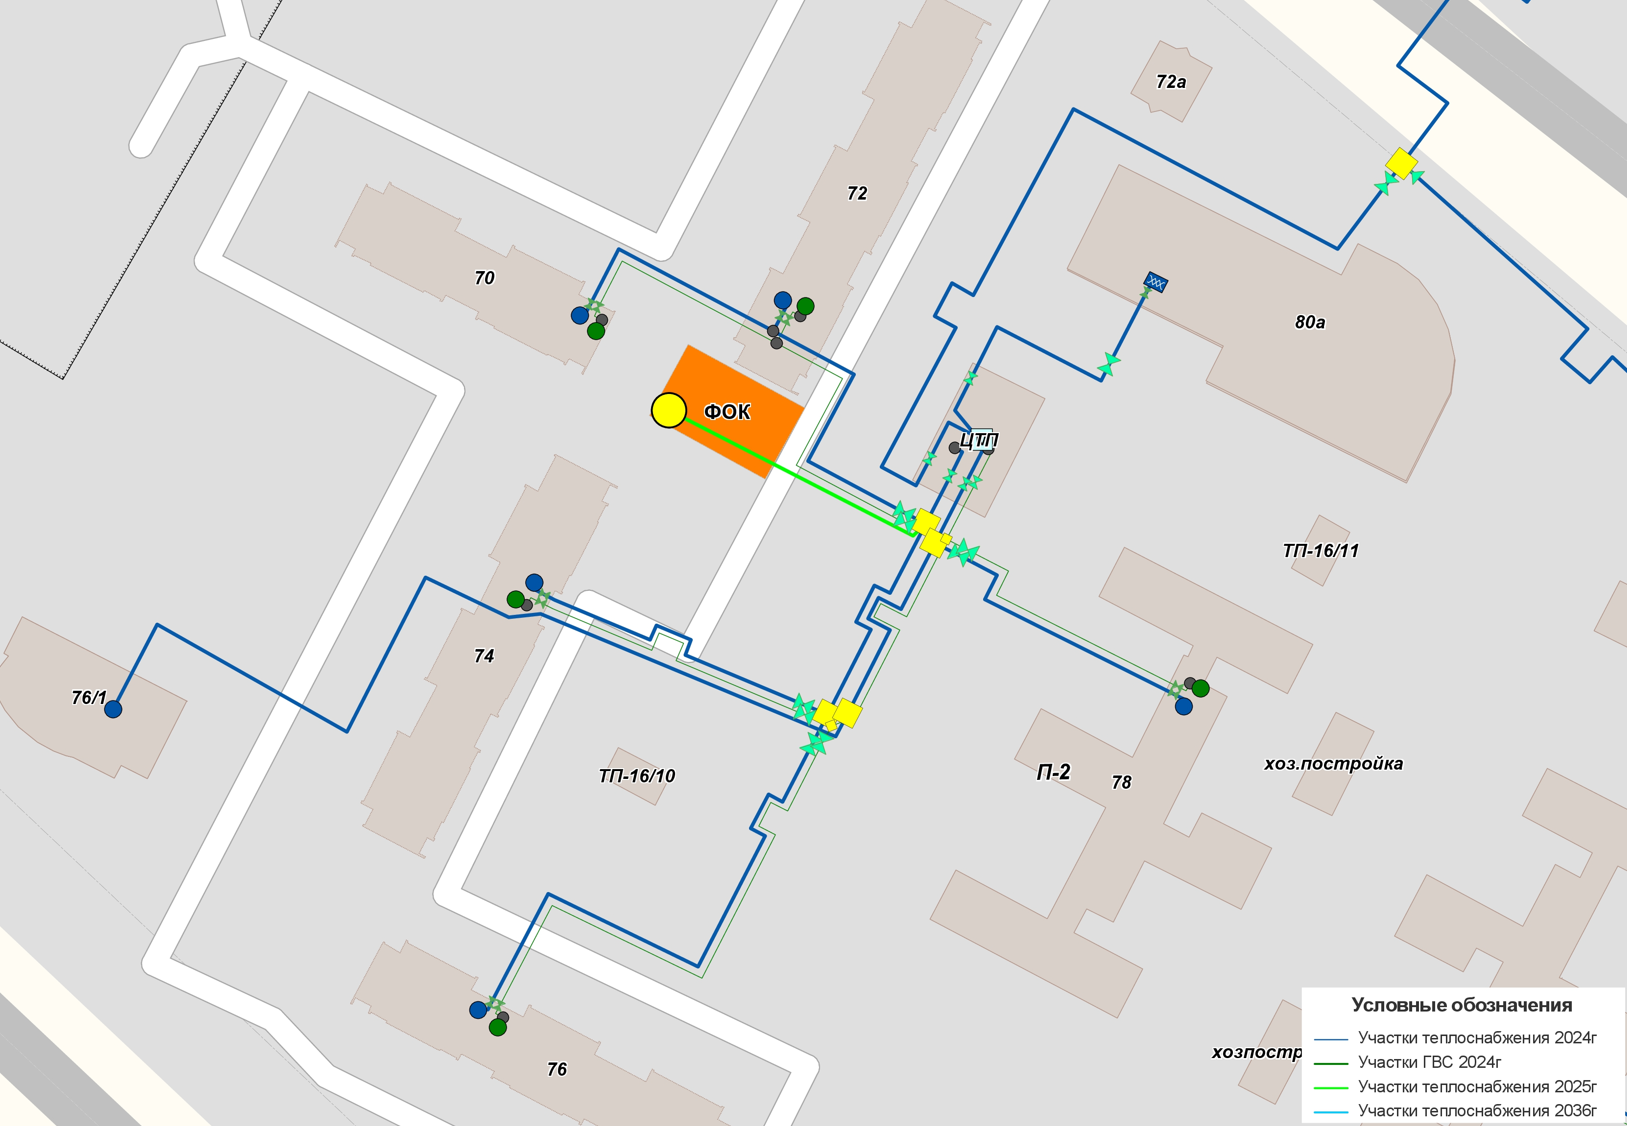 72а
72
70
80а
ФОК
ЦТП
ТП-16/11
74
76/1
ТП-16/10
П-2
78
хоз.постройка
76
хозпостр
Условные обозначения
Участки теплоснабжения 2024г
Участки ГВС 2024г
Участки теплоснабжения 2025г
Участки теплоснабжения 2036г